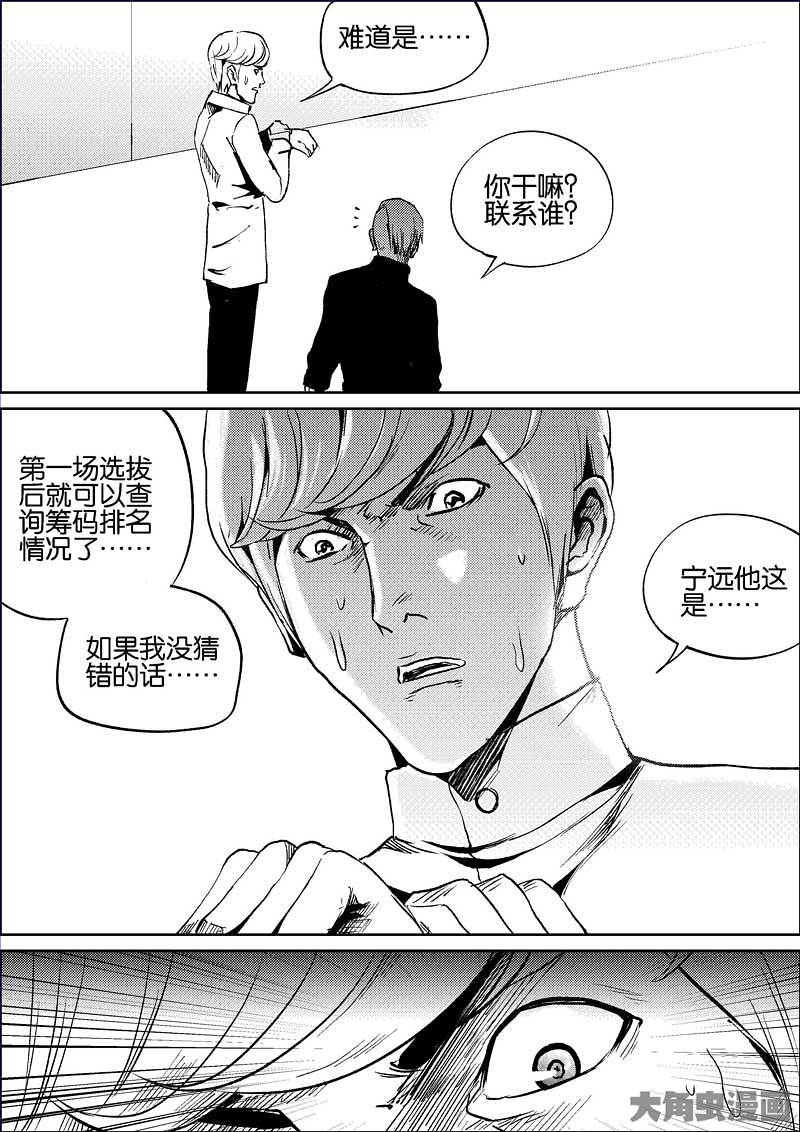 难道是……
你干嘛?
联系谁?
第一场选拔
后就可以查
询筹码排名
情况了……
如果我没猜
错的话……
宁远他这
是……
大角虫漫画